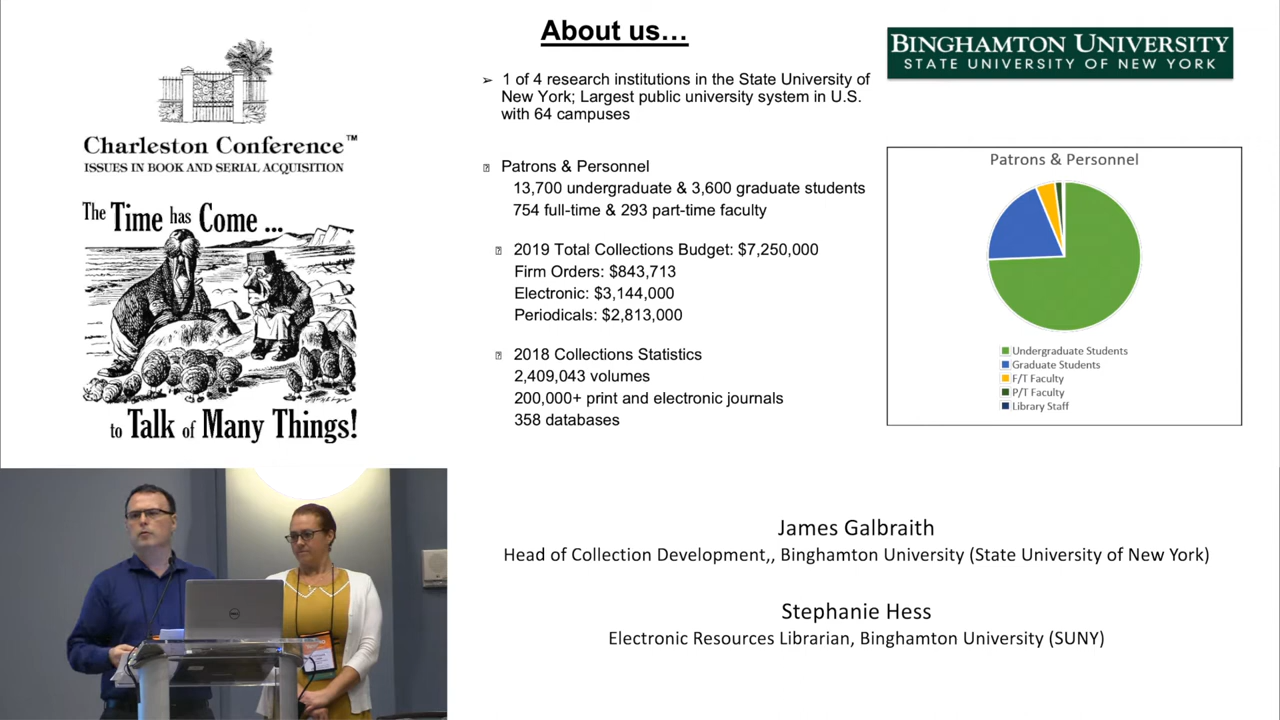 About us…
BINGHAMTON UNIVERSITY
STATE UNIVERSITY OF NEW YORK
Charleston Conference™
ISSUES IN BOOK AND SERIAL ACQUISITION
The Time has Come ...
to Talk of Many Things!
➢ 1 of 4 research institutions in the State University of
New York; Largest public university system in U.S.
with 64 campuses
Patrons & Personnel
13,700 undergraduate & 3,600 graduate students
754 full-time & 293 part-time faculty
2019 Total Collections Budget: $7,250,000
Firm Orders: $843,713
Electronic: $3,144,000
Periodicals: $2,813,000
2018 Collections Statistics
2,409,043 volumes
200,000+ print and electronic journals
358 databases
Patrons & Personnel
Undergraduate Students
Graduate Students
F/T Faculty
P/T Faculty
Library Staff
James Galbraith
Head of Collection Development,, Binghamton University (State University of New York)
Stephanie Hess
Electronic Resources Librarian, Binghamton University (SUNY)
DELL